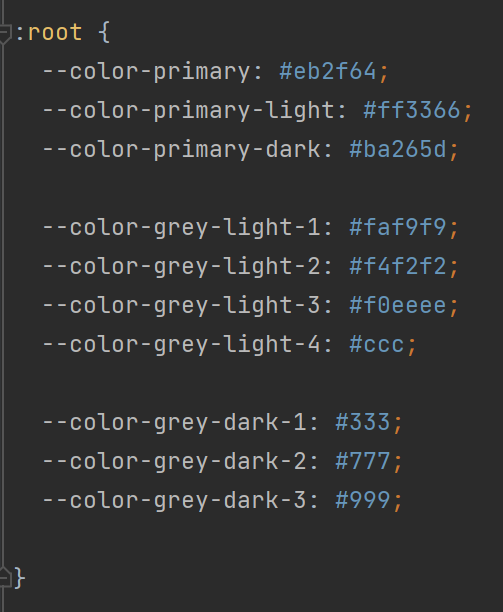 :root {
--color-primary: #eb2f64;
--color-primary-light: #ff3366;
--color-primary-dark: #ba265d;
--color-grey-light-1: #faf9f9;
--color-grey-light-2: #f4f2f2;
--color-grey-light-3: #f0eeee;
--color-grey-light-4: #ccc;
--color-grey-dark-1: #333;
--color-grey-dark-2: #777;
--color-grey-dark-3: #999;
}